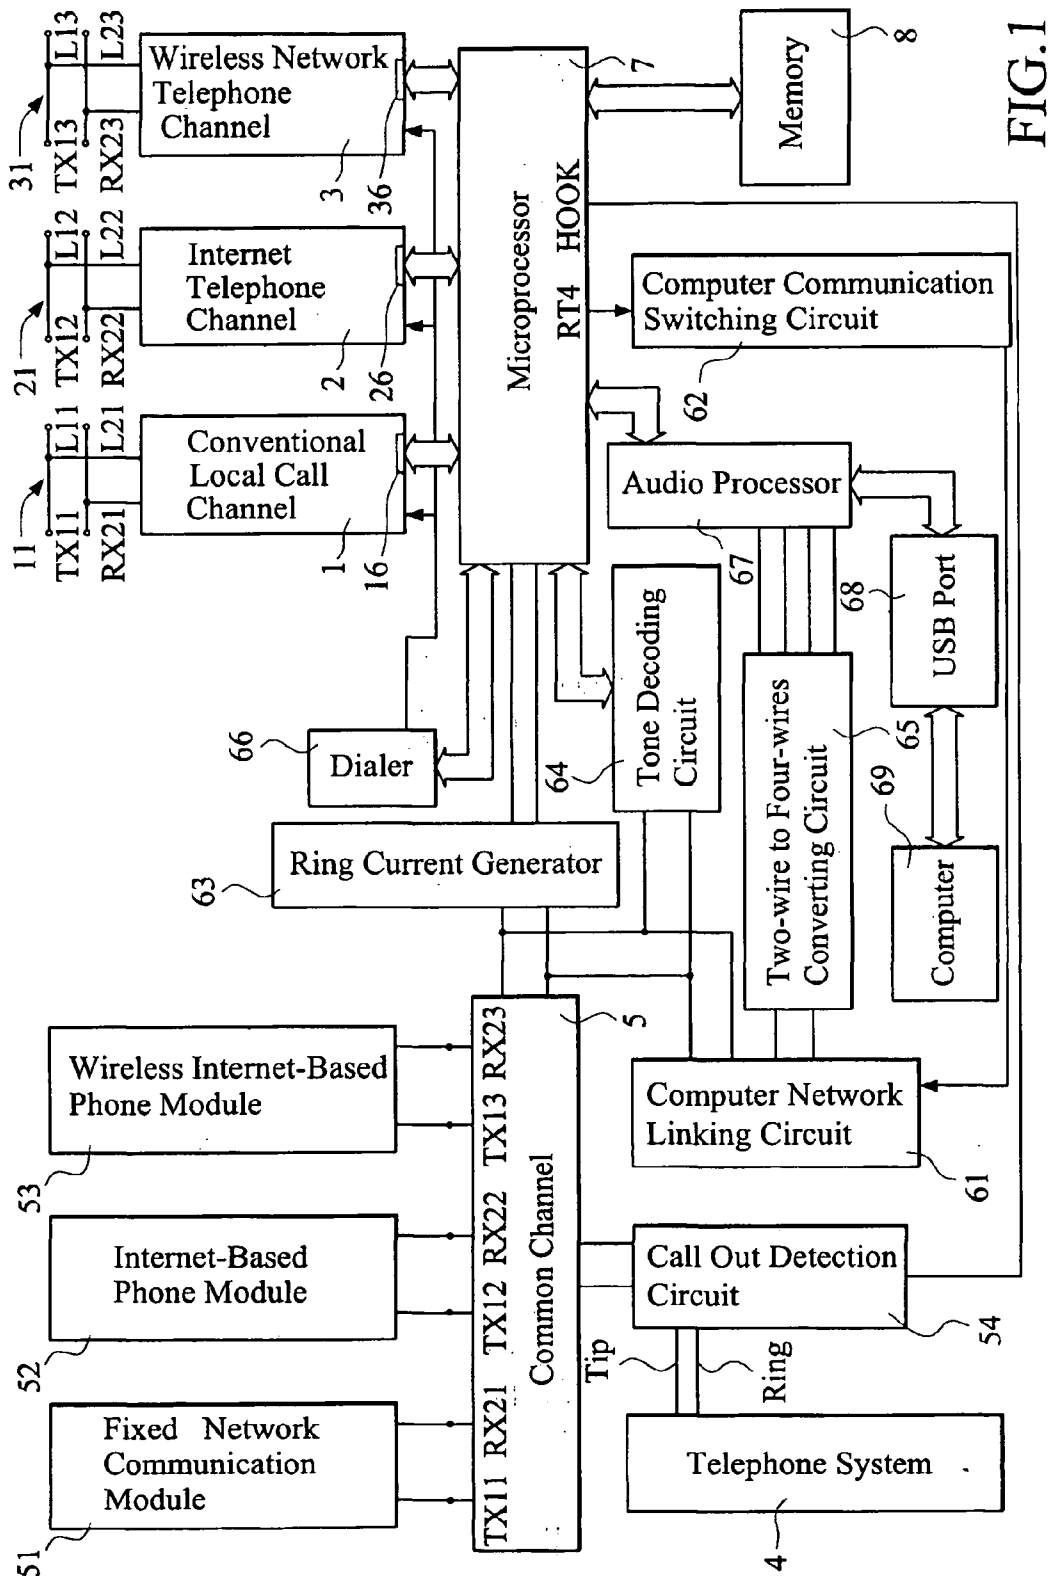 31
TX13
L13
RX23
L23
Wireless Network
Telephone
Channel
3
36
21
TX12
L12
RX22
L22
Internet
Telephone
Channel
2
26
11
TX11
L11
RX21
L21
Conventional
Local Call
Channel
1
16
Microprocessor
RT4
HOOK
7
Memory
8
66
Dialer
63
Ring Current Generator
64
Tone Decoding
Circuit
Computer Communication
Switching Circuit
62
Audio Processor
67
68
USB Port
69
Computer
Two-wire to Four-wires
Converting Circuit
65
Computer Network
Linking Circuit
61
Wireless Internet-Based
Phone Module
53
Internet-Based
Phone Module
52
Fixed Network
Communication
Module
51
TX11 RX21 TX12 RX22 TX13 RX23
Common Channel
5
Call Out Detection
Circuit
54
Tip
Ring
Telephone System
4
FIG.1